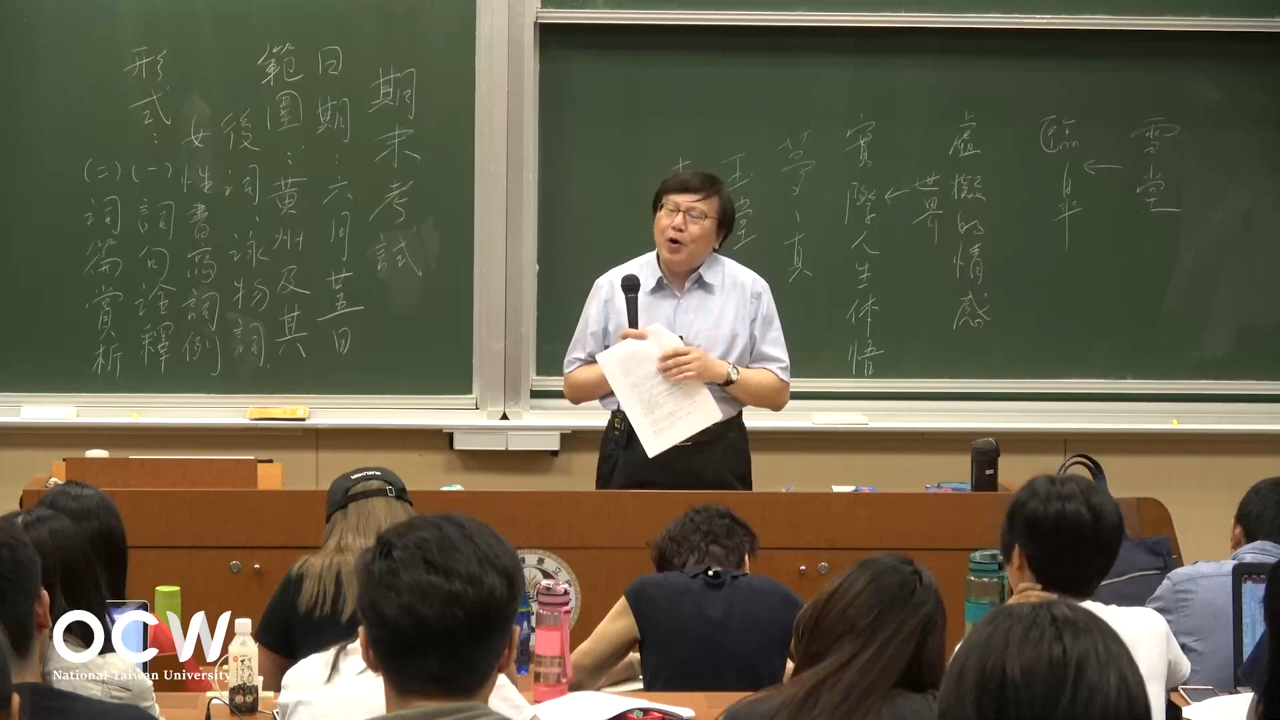 期末考試
日期：六月廿五日
範圍：黃州及其
後詞、詠物詞
女性書寫詞例
形式：(一)詞句詮釋
(二)詞篇賞析
雪堂
臨皋
虛擬的情感
世界
實際人生体悟
夢、真
玉堂
OCW
National Taiwan University